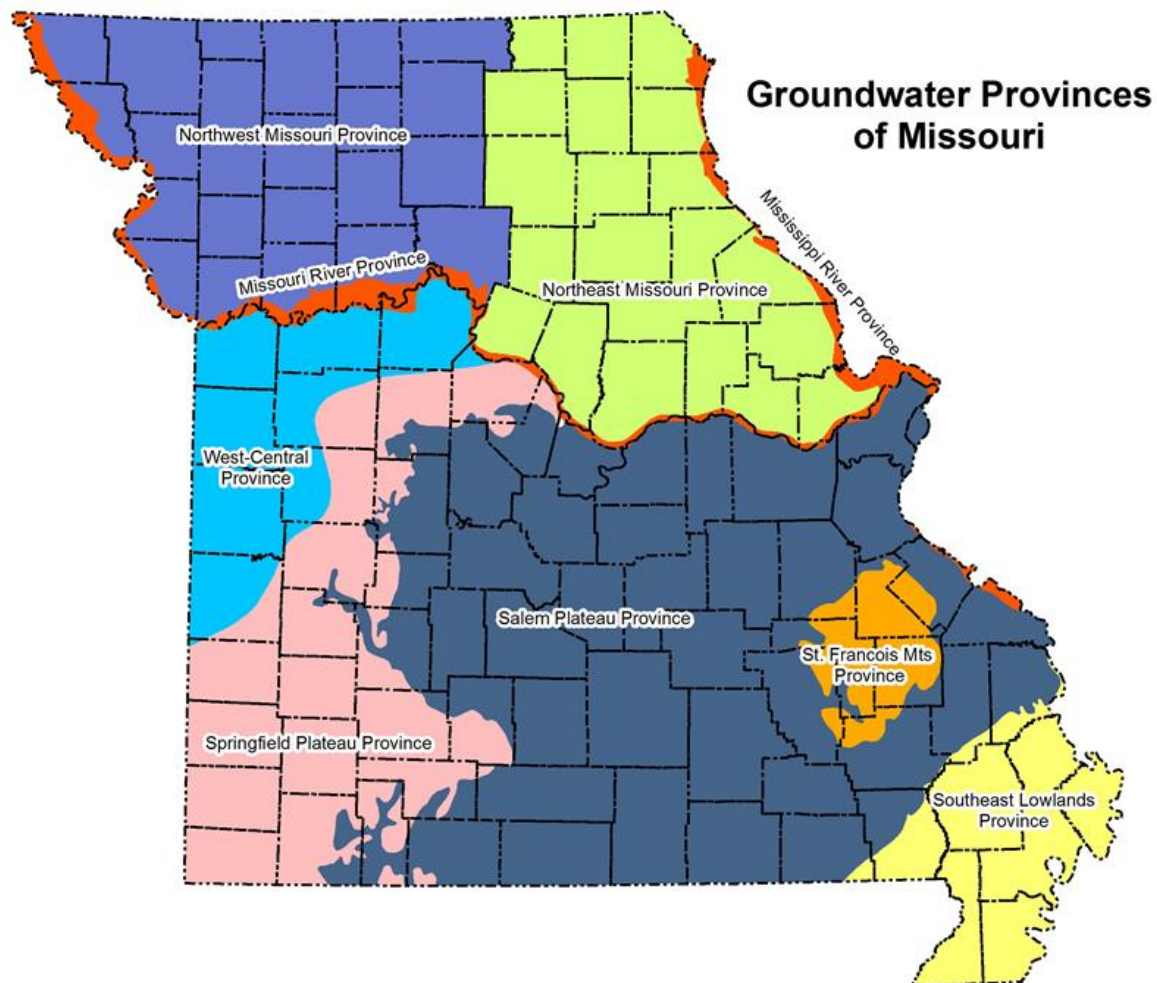 Groundwater Provinces
of Missouri
Northwest Missouri Province
Mississippi River Province
Missouri River Province
Northeast Missouri Province
West-Central
Province
Salem Plateau Province
St. Francois Mts
Province
Springfield Plateau Province
Southeast Lowlands
Province